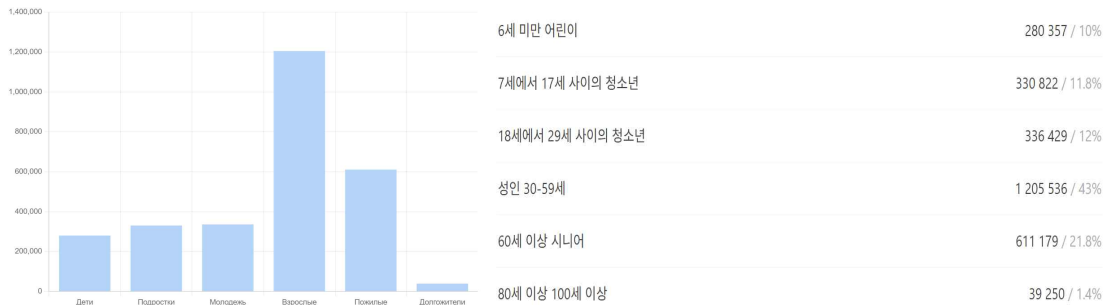 1,400,000
1,200,000
1,000,000
800,000
600,000
400,000
200,000
0
Дети Подростки Молодежь Взрослые Пожилые Долгожители
6세 미만 어린이 280 357 / 10%
7세에서 17세 사이의 청소년 330 822 / 11.8%
18세에서 29세 사이의 청소년 336 429 / 12%
성인 30-59세 1 205 536 / 43%
60세 이상 시니어 611 179 / 21.8%
80세 이상 100세 이상 39 250 / 1.4%